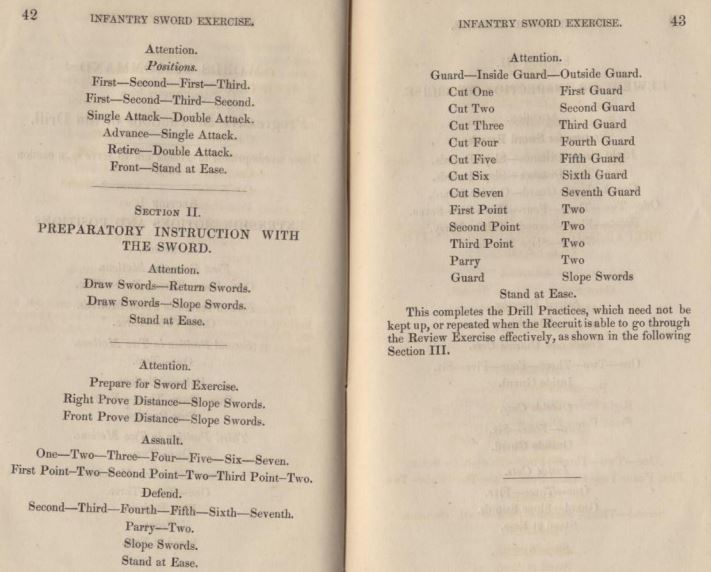 42
INFANTRY SWORD EXERCISE.
Attention.
Positions.
First—Second—First—Third.
First—Second—Third—Second.
Single Attack—Double Attack.
Advance—Single Attack.
Retire—Double Attack.
Front—Stand at Ease.
SECTION II.
PREPARATORY INSTRUCTION WITH
THE SWORD.
Attention.
Draw Swords—Return Swords.
Draw Swords—Slope Swords.
Stand at Ease.
Attention.
Prepare for Sword Exercise.
Right Prove Distance—Slope Swords.
Front Prove Distance—Slope Swords.
Assault.
One—Two—Three—Four—Five—Six—Seven.
First Point—Two—Second Point—Two—Third Point—Two.
Defend.
Second—Third—Fourth—Fifth—Sixth—Seventh.
Parry—Two.
Slope Swords.
Stand at Ease.
INFANTRY SWORD EXERCISE.
43
Attention.
Guard—Inside Guard—Outside Guard.
Cut One First Guard
Cut Two Second Guard
Cut Three Third Guard
Cut Four Fourth Guard
Cut Five Fifth Guard
Cut Six Sixth Guard
Cut Seven Seventh Guard
First Point Two
Second Point Two
Third Point Two
Parry Two
Guard Slope Swords
Stand at Ease.
This completes the Drill Practices, which need not be
kept up, or repeated when the Recruit is able to go through
the Review Exercise effectively, as shown in the following
Section III.